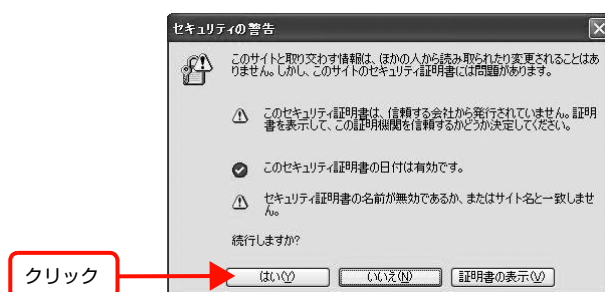 セキュリティの警告
このサイトと取り交わす情報は、ほかの人から読み取られたり変更されることはあ
りません。しかし、このサイトのセキュリティ証明書には問題があります。
このセキュリティ証明書は、信頼する会社から発行されていません。証明
書を表示して、この証明機関を信頼するかどうか決定してください。
このセキュリティ証明書の日付は有効です。
セキュリティ証明書の名前が無効であるか、またはサイト名と一致しませ
ん。
続行しますか?
クリック
はい(Y) いいえ(N) 証明書の表示(V)